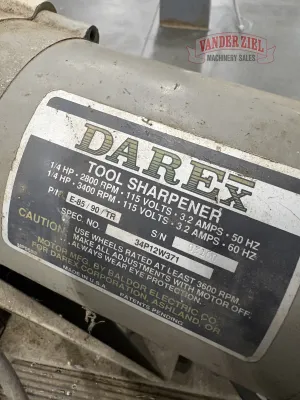 VANDER ZIEL
MACHINERY SALES
DAREX
TOOL SHARPENER
1/4 HP · 2800 RPM · 115 VOLTS · 3.2 AMPS · 50 HZ
1/4 HP · 3400 RPM · 115 VOLTS · 3.2 AMPS · 60 HZ
P/N E-85/90/TR S N
SPEC. NO. 34P12W371
CAUTION: USE WHEELS RATED AT LEAST 3600 RPM.
· MAKE ALL ADJUSTMENTS WITH MOTOR OFF.
· ALWAYS WEAR EYE PROTECTION.
MOTOR MFG BY BALDOR ELECTRIC CO.
FOR DAREX CORPORATION, ASHLAND, OR.
MADE IN U.S.A. PATENTS PENDING